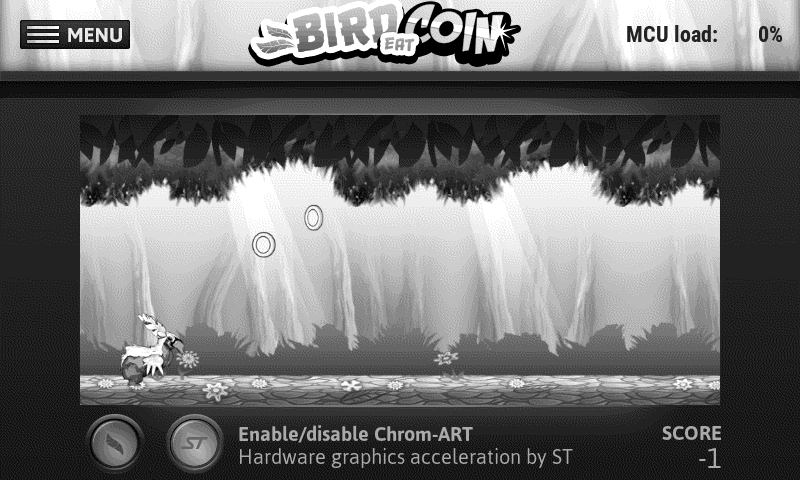 MENU
BIRD EAT COIN
MCU load: 0%
ST
Enable/disable Chrom-ART
Hardware graphics acceleration by ST
SCORE
-1